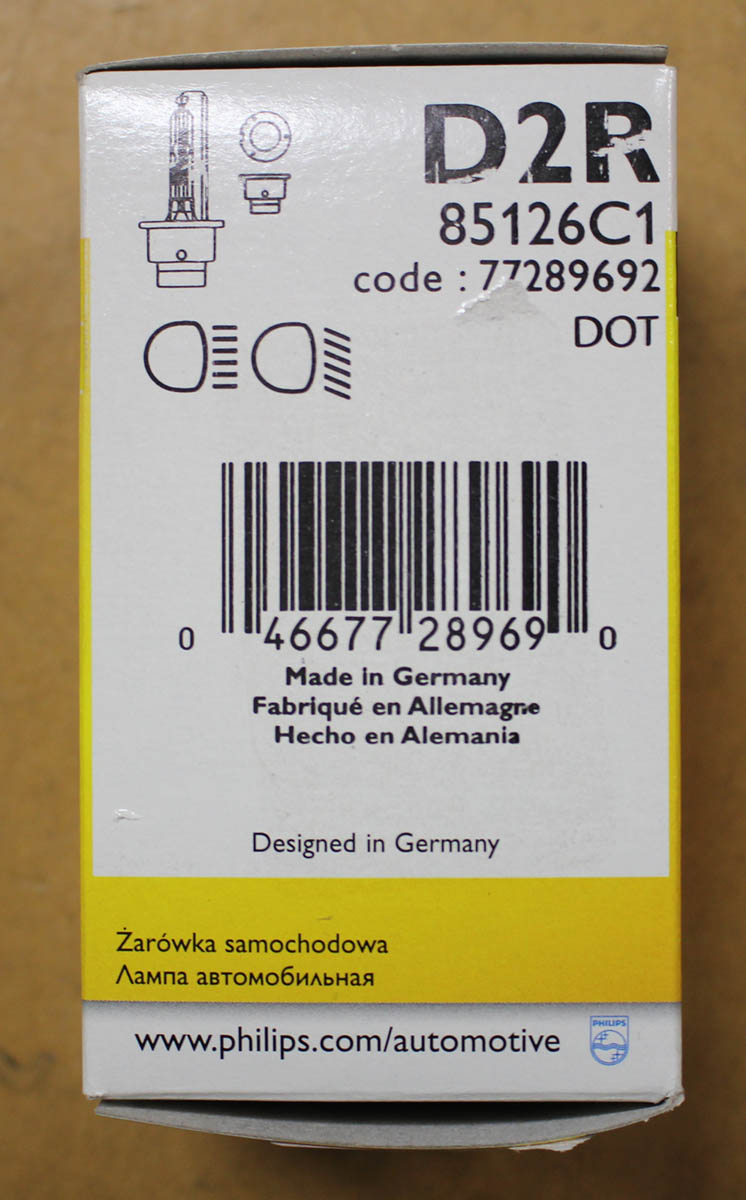 D2R
85126C1
code : 77289692
DOT
0 46677 28969 0
Made in Germany
Fabriqué en Allemagne
Hecho en Alemania
Designed in Germany
Żarówka samochodowa
Лампа автомобильная
www.philips.com/automotive
PHILIPS